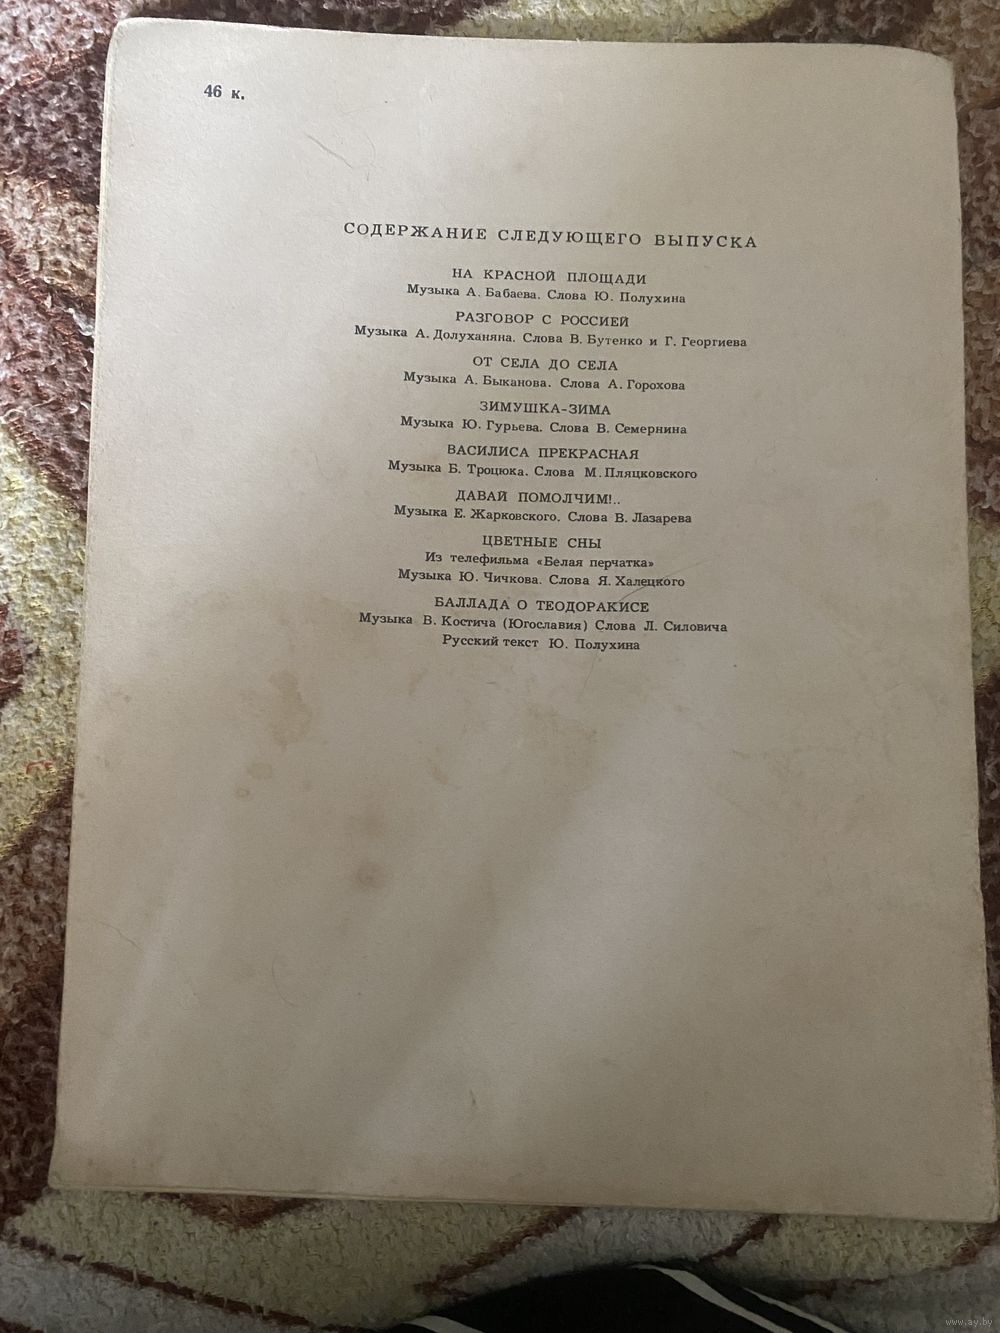 46 к.
СОДЕРЖАНИЕ СЛЕДУЮЩЕГО ВЫПУСКА
НА КРАСНОЙ ПЛОЩАДИ
Музыка А. Бабаева. Слова Ю. Полухина
РАЗГОВОР С РОССИЕЙ
Музыка А. Долуханяна. Слова В. Бутенко и Г. Георгиева
ОТ СЕЛА ДО СЕЛА
Музыка А. Быканова. Слова А. Горохова
ЗИМУШКА-ЗИМА
Музыка Ю. Гурьева. Слова В. Семернина
ВАСИЛИСА ПРЕКРАСНАЯ
Музыка Б. Троцюка. Слова М. Пляцковского
ДАВАЙ ПОМОЛЧИМ!..
Музыка Е. Жарковского. Слова В. Лазарева
ЦВЕТНЫЕ СНЫ
Из телефильма «Белая перчатка»
Музыка Ю. Чичкова. Слова Я. Халецкого
БАЛЛАДА О ТЕОДОРАКИСЕ
Музыка В. Костича (Югославия) Слова Л. Силовича
Русский текст Ю. Полухина
www.ay.by